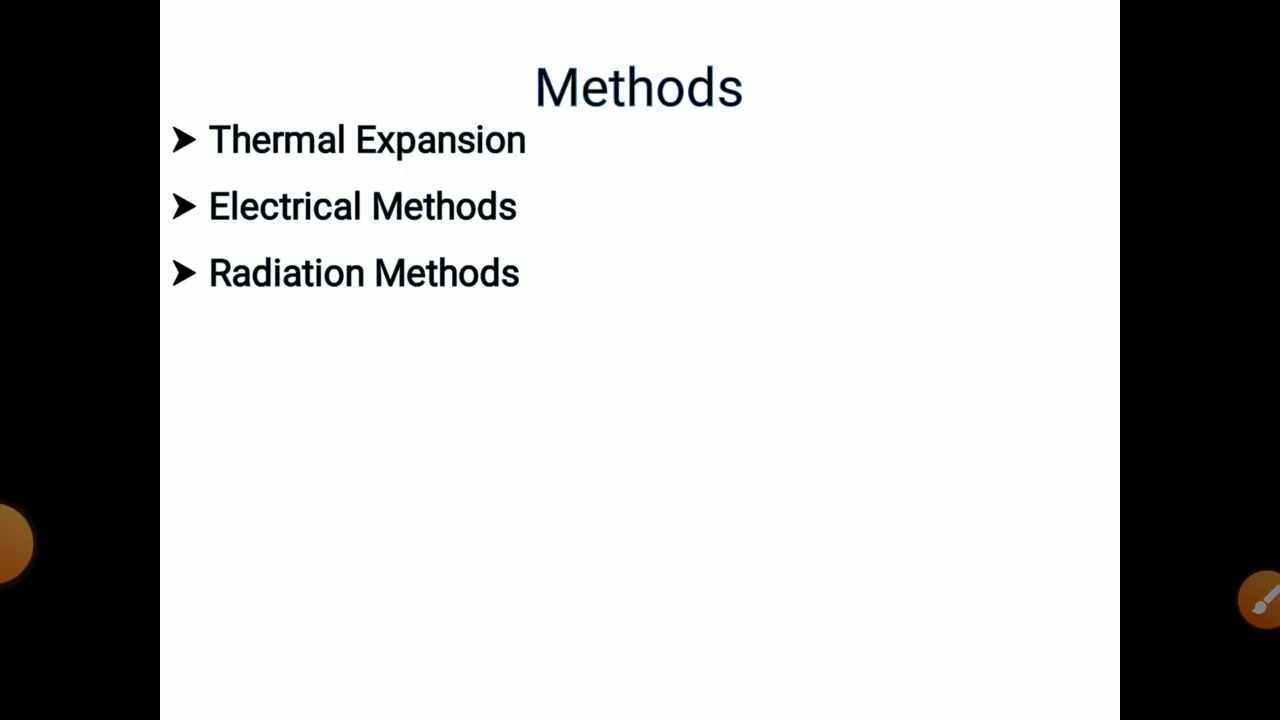 Methods
➤ Thermal Expansion
➤ Electrical Methods
➤ Radiation Methods